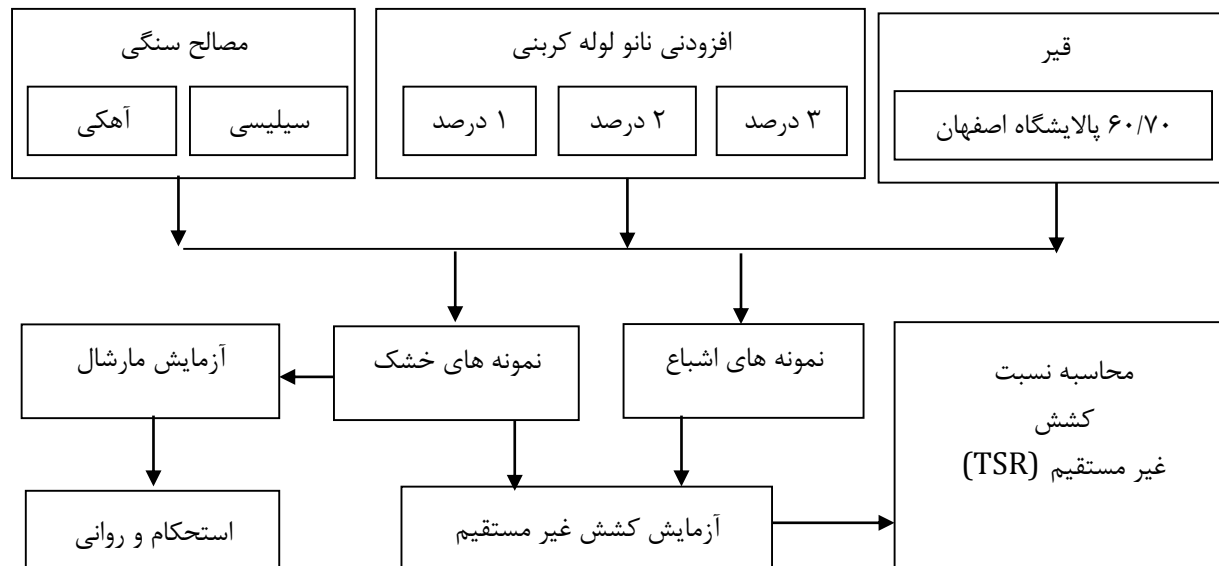 قیر
۶۰/۷۰ پالایشگاه اصفهان
افزودنی نانو لوله کربنی
۳ درصد
۲ درصد
۱ درصد
مصالح سنگی
سیلیسی
آهکی
محاسبه نسبت
کشش
غیر مستقیم (TSR)
نمونه های اشباع
نمونه های خشک
آزمایش مارشال
آزمایش کشش غیر مستقیم
استحکام و روانی